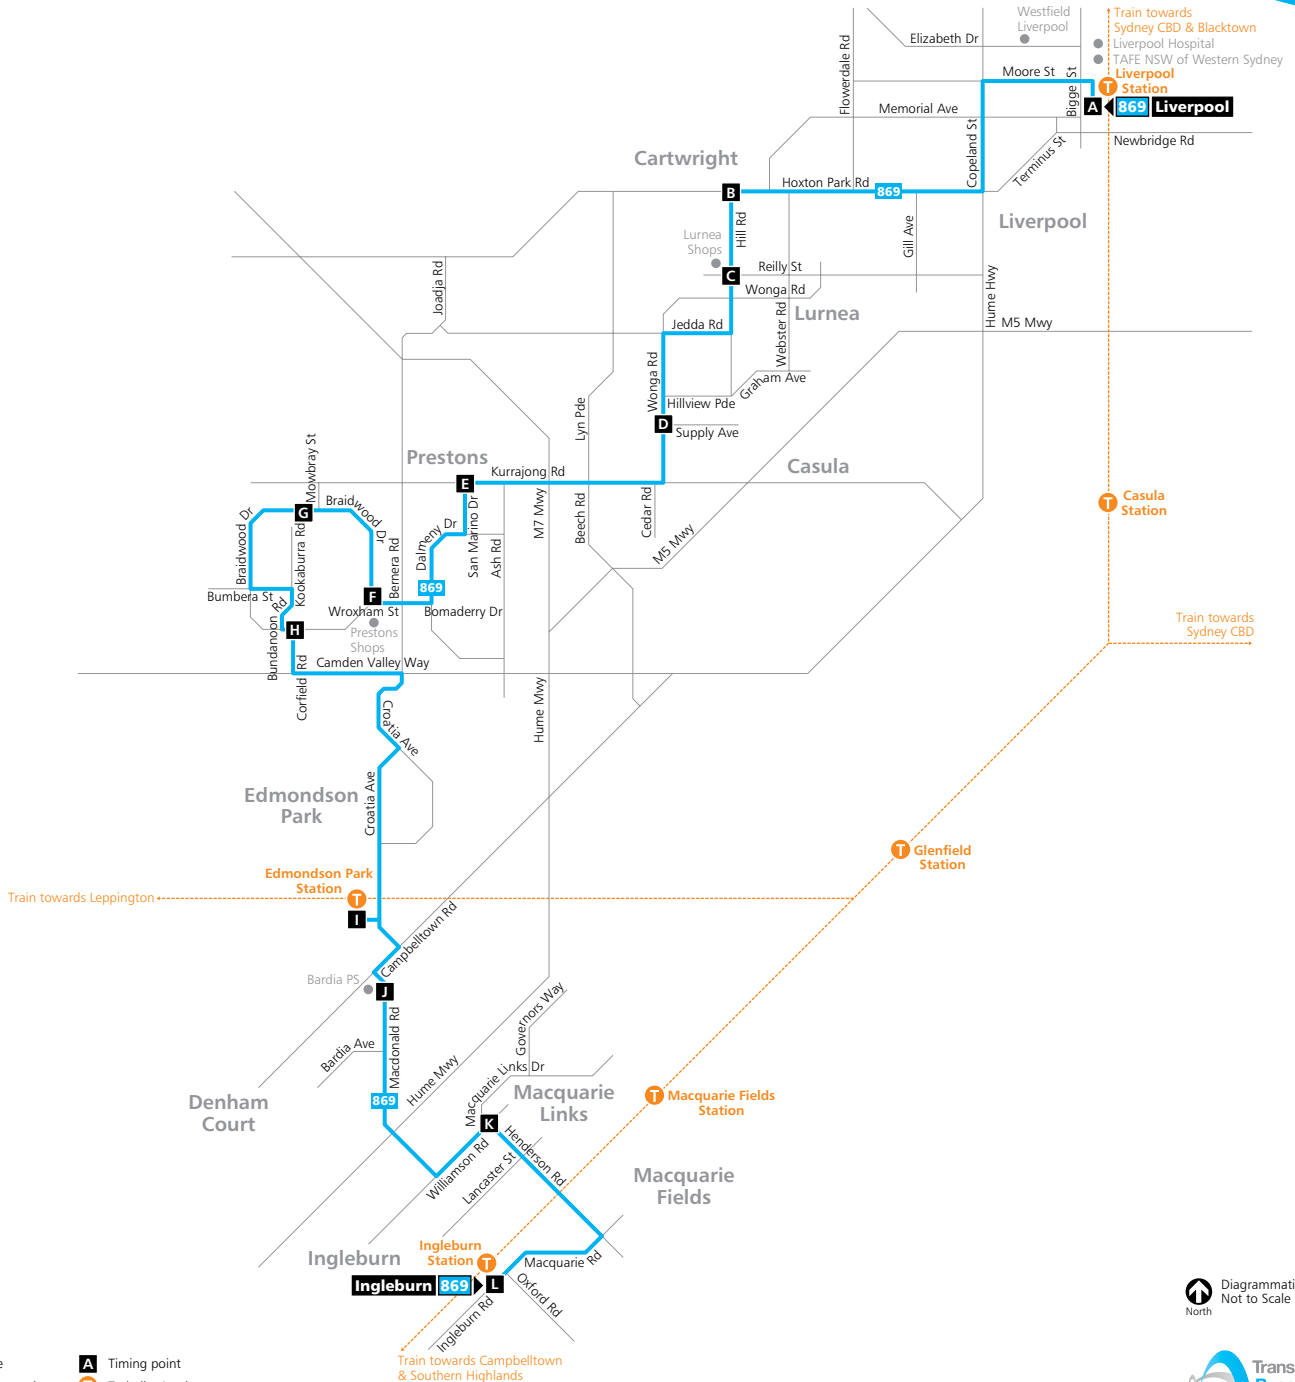 Westfield
Liverpool
Elizabeth Dr
Train towards
Sydney CBD & Blacktown
Liverpool Hospital
TAFE NSW of Western Sydney
Liverpool
Station
T
Flowerdale Rd
Moore St
Bigge St
A
869
Liverpool
Memorial Ave
Copeland St
Terminus St
Newbridge Rd
Cartwright
B
Hoxton Park Rd
869
Liverpool
Hill Rd
Gill Ave
Lurnea
Shops
C
Reilly St
Wonga Rd
Joadja Rd
Hume Hwy
Webster Rd
Lurnea
Jedda Rd
M5 Mwy
Wonga Rd
Graham Ave
Hillview Pde
Lyn Pde
D
Supply Ave
Prestons
Casula
Mowbray St
E
Kurrajong Rd
Casula
Station
T
Braidwood Dr
G
Braidwood Dr
San Marino Dr
M7 Mwy
Beech Rd
Cedar Rd
Dalmeny Dr
Ash Rd
M5 Mwy
Kookaburra Rd
Bernera Rd
869
Bumbera St
F
Wroxham St
Bomaderry Dr
Prestons
Shops
Bundanoon Rd
H
Train towards
Sydney CBD
Camden Valley Way
Corfield Rd
Hume Mwy
Croatia Ave
Croatia Ave
Edmondson
Park
T
Glenfield
Station
Edmondson Park
Station
T
Train towards Leppington
I
Campbelltown Rd
Bardia PS
J
Governors Way
Macdonald Rd
Bardia Ave
Hume Mwy
Macquarie Links Dr
Denham
Court
869
Macquarie
Links
T
Macquarie Fields
Station
K
Henderson Rd
Williamson Rd
Lancaster St
Macquarie
Fields
Ingleburn
Ingleburn
Station
T
Macquarie Rd
Ingleburn
869
L
Oxford Rd
Ingleburn Rd
Diagrammati
Not to Scale
North
Train towards Campbelltown
& Southern Highlands
A
Timing point
Trans